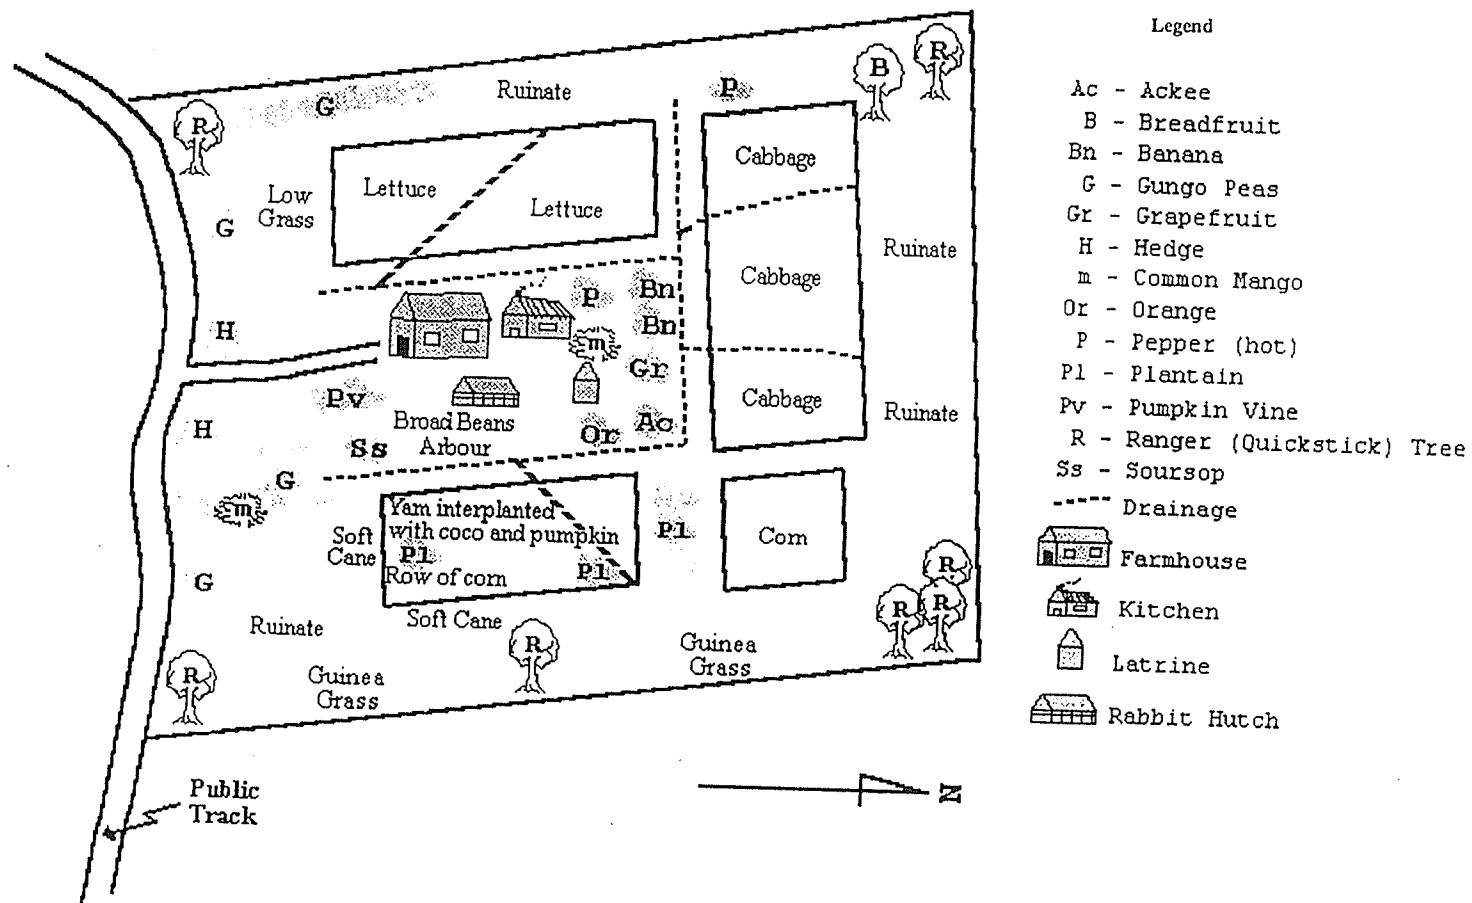 Legend
Ac - Ackee
B - Breadfruit
Bn - Banana
G - Gungo Peas
Gr - Grapefruit
H - Hedge
m - Common Mango
Or - Orange
P - Pepper (hot)
Pl - Plantain
Pv - Pumpkin Vine
R - Ranger (Quickstick) Tree
Ss - Soursop
Drainage
Farmhouse
Kitchen
Latrine
Rabbit Hutch
R
B
R
G
Ruinate
P
Cabbage
Low
Grass
Lettuce
Lettuce
G
Ruinate
Cabbage
H
P
Bn
Bn
m
Gr
Pv
Cabbage
Ruinate
H
Broad Beans
Arbour
Or
Ac
Ss
G
m
Yam interplanted
with coco and pumpkin
Soft
Cane
Pl
Pl
Row of corn
Pl
Corn
G
R
R
R
Soft Cane
Ruinate
R
R
Guinea
Grass
Guinea
Grass
Public
Track
N